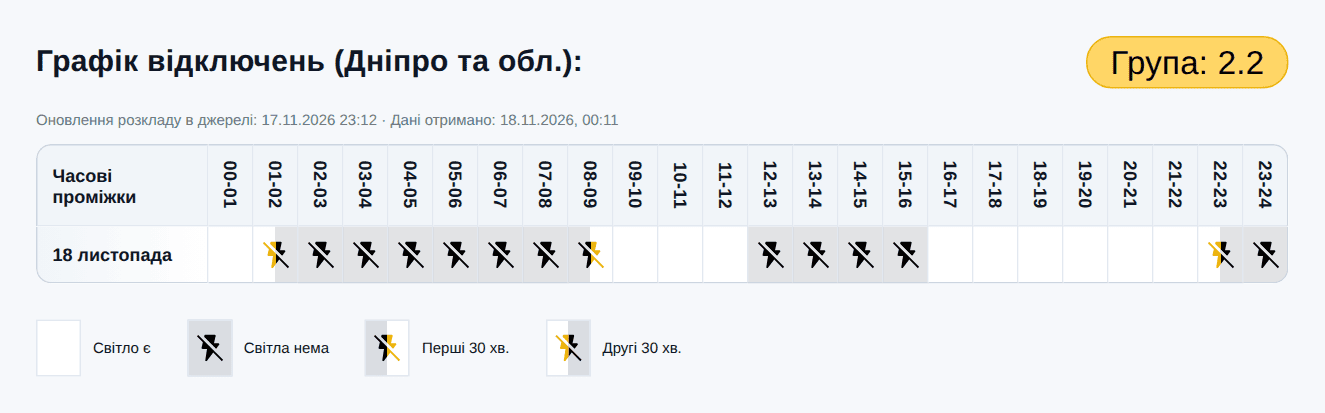 Графік відключень (Дніпро та обл.):
Група: 2.2
Оновлення розкладу в джерелі: 17.11.2026 23:12 · Дані отримано: 18.11.2026, 00:11
Часові
проміжки
00-01
01-02
02-03
03-04
04-05
05-06
06-07
07-08
08-09
09-10
10-11
11-12
12-13
13-14
14-15
15-16
16-17
17-18
18-19
19-20
20-21
21-22
22-23
23-24
18 листопада
Світло є
Світла нема
Перші 30 хв.
Другі 30 хв.